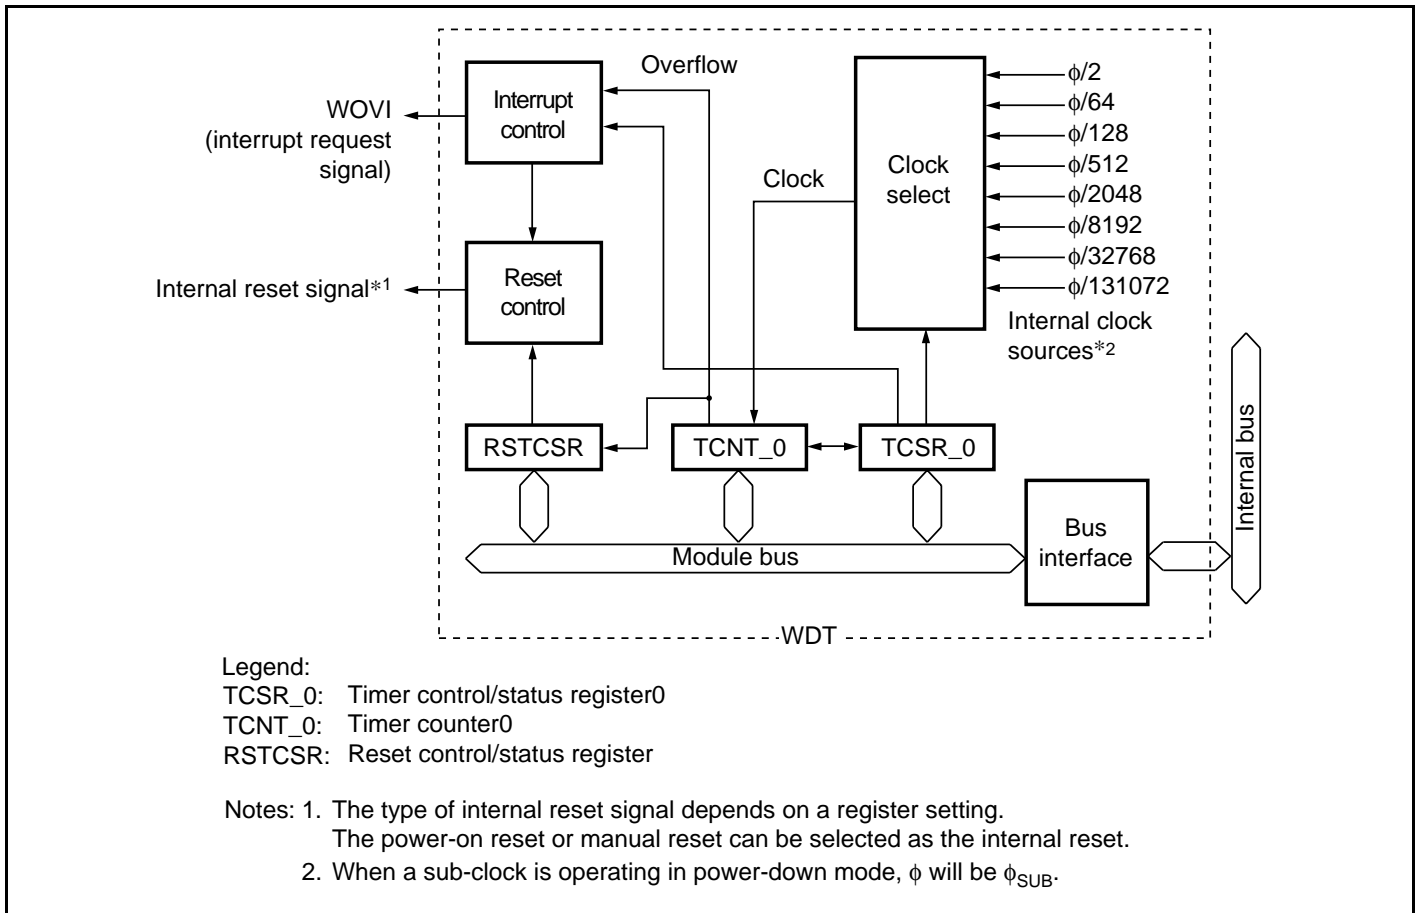 Overflow
Interrupt
control
WOVI
(interrupt request
signal)
Clock
Clock
select
ϕ/2
ϕ/64
ϕ/128
ϕ/512
ϕ/2048
ϕ/8192
ϕ/32768
ϕ/131072
Internal clock
sources*2
Reset
control
Internal reset signal*1
RSTCSR
TCNT_0
TCSR_0
Internal bus
Bus
interface
Module bus
WDT
Legend:
TCSR_0: Timer control/status register0
TCNT_0: Timer counter0
RSTCSR: Reset control/status register
Notes: 1. The type of internal reset signal depends on a register setting.
The power-on reset or manual reset can be selected as the internal reset.
2. When a sub-clock is operating in power-down mode, ϕ will be ϕSUB.